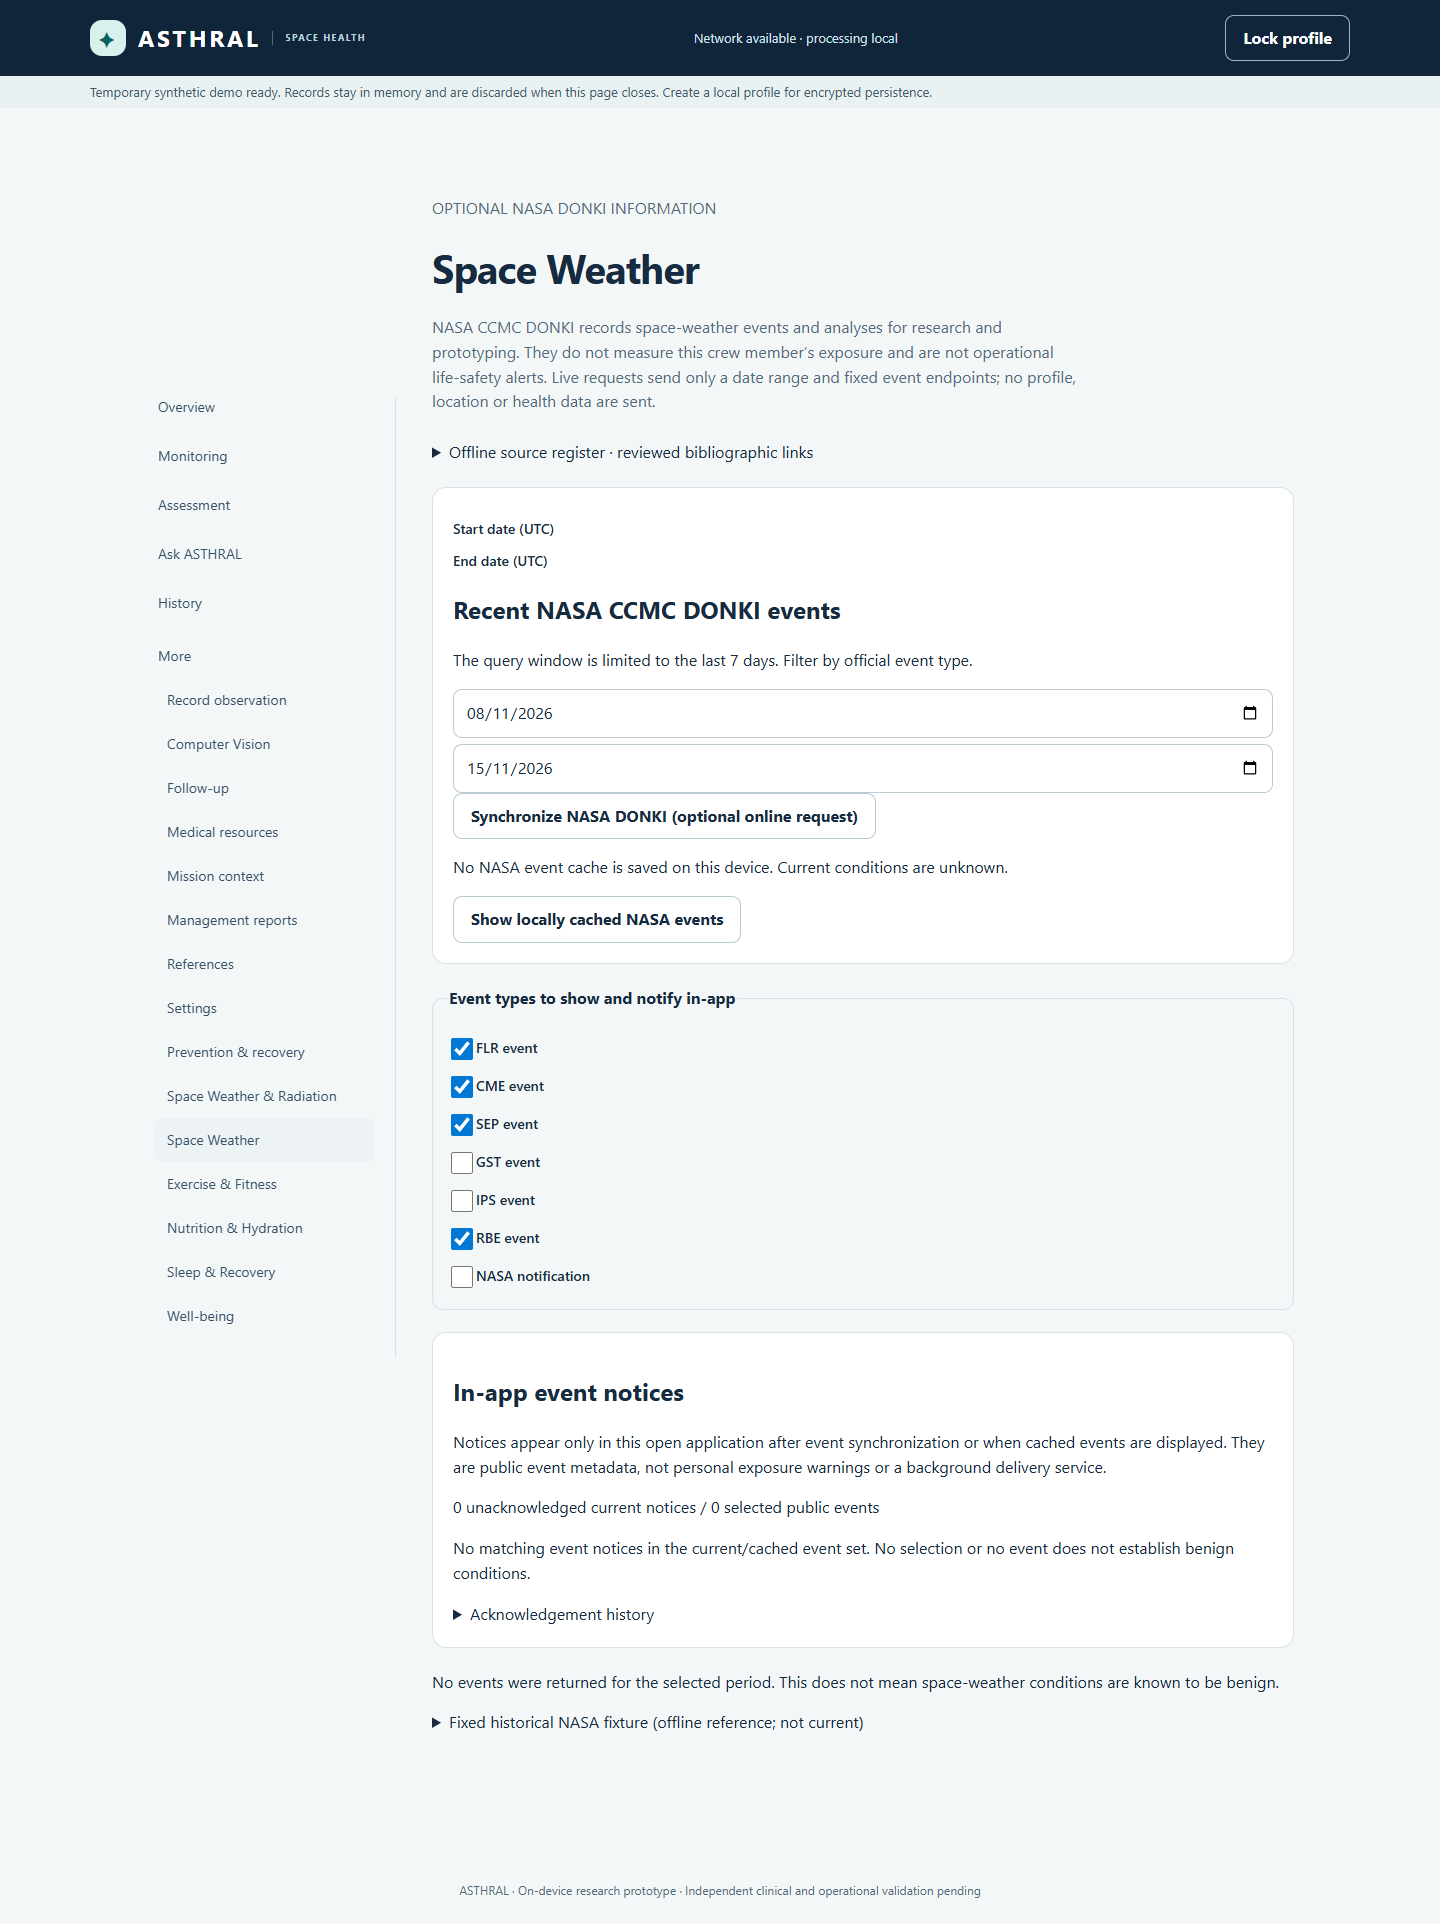 ASTHRAL
SPACE HEALTH
Network available · processing local
Lock profile
Temporary synthetic demo ready. Records stay in memory and are discarded when this page closes. Create a local profile for encrypted persistence.
Overview
Monitoring
Assessment
Ask ASTHRAL
History
More
Record observation
Computer Vision
Follow-up
Medical resources
Mission context
Management reports
References
Settings
Prevention & recovery
Space Weather & Radiation
Space Weather
Exercise & Fitness
Nutrition & Hydration
Sleep & Recovery
Well-being
OPTIONAL NASA DONKI INFORMATION
Space Weather
NASA CCMC DONKI records space-weather events and analyses for research and
prototyping. They do not measure this crew member’s exposure and are not operational
life-safety alerts. Live requests send only a date range and fixed event endpoints; no profile,
location or health data are sent.
Offline source register · reviewed bibliographic links
Start date (UTC)
End date (UTC)
Recent NASA CCMC DONKI events
The query window is limited to the last 7 days. Filter by official event type.
08/11/2026
15/11/2026
Synchronize NASA DONKI (optional online request)
No NASA event cache is saved on this device. Current conditions are unknown.
Show locally cached NASA events
Event types to show and notify in-app
FLR event
CME event
SEP event
GST event
IPS event
RBE event
NASA notification
In-app event notices
Notices appear only in this open application after event synchronization or when cached events are displayed. They
are public event metadata, not personal exposure warnings or a background delivery service.
0 unacknowledged current notices / 0 selected public events
No matching event notices in the current/cached event set. No selection or no event does not establish benign
conditions.
Acknowledgement history
No events were returned for the selected period. This does not mean space-weather conditions are known to be benign.
Fixed historical NASA fixture (offline reference; not current)
ASTHRAL · On-device research prototype · Independent clinical and operational validation pending